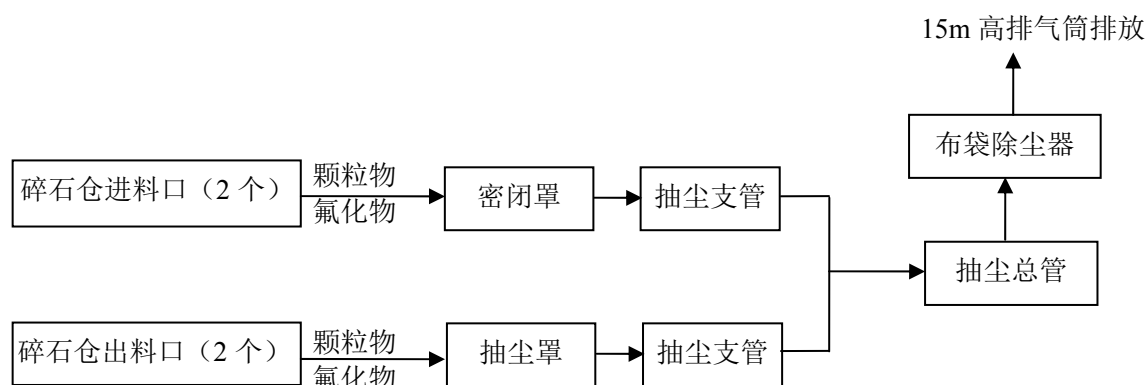 15m 高排气筒排放
布袋除尘器
碎石仓进料口（2 个）
颗粒物
氟化物
密闭罩
抽尘支管
抽尘总管
碎石仓出料口（2 个）
颗粒物
氟化物
抽尘罩
抽尘支管